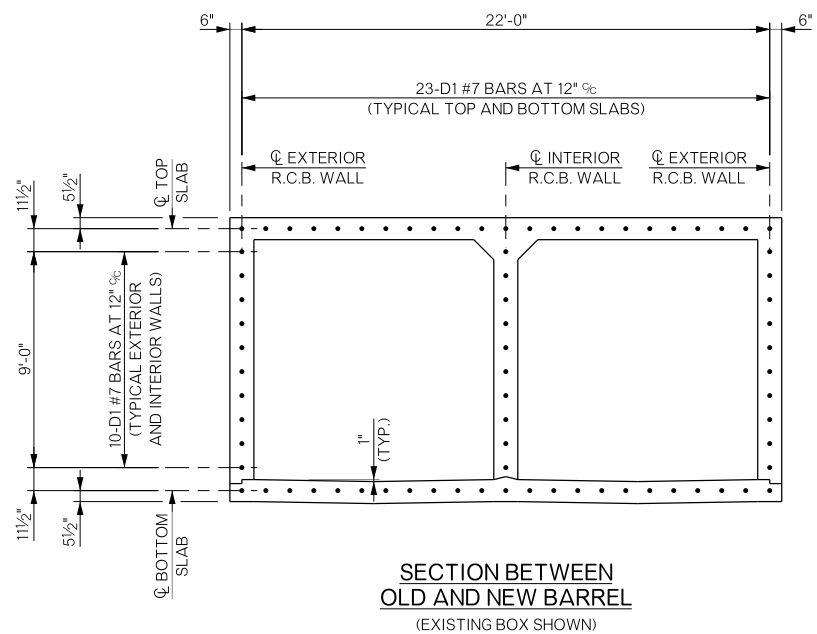 6"
22'-0"
6"
23-D1 #7 BARS AT 12" C/C
(TYPICAL TOP AND BOTTOM SLABS)
℄ EXTERIOR
R.C.B. WALL
℄ INTERIOR
R.C.B. WALL
℄ EXTERIOR
R.C.B. WALL
11½"
5½"
℄ TOP
SLAB
9'-0"
10-D1 #7 BARS AT 12" C/C
(TYPICAL EXTERIOR
AND INTERIOR WALLS)
1"
(TYP.)
11½"
5½"
℄ BOTTOM
SLAB
SECTION BETWEEN
OLD AND NEW BARREL
(EXISTING BOX SHOWN)